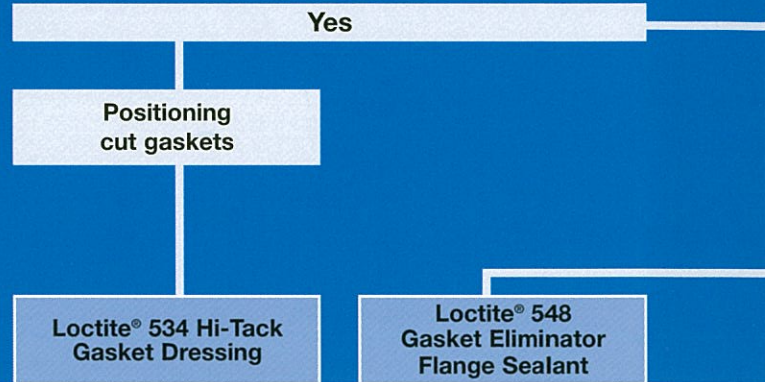 Yes
Positioning
cut gaskets
Loctite® 534 Hi-Tack
Gasket Dressing
Loctite® 548
Gasket Eliminator
Flange Sealant